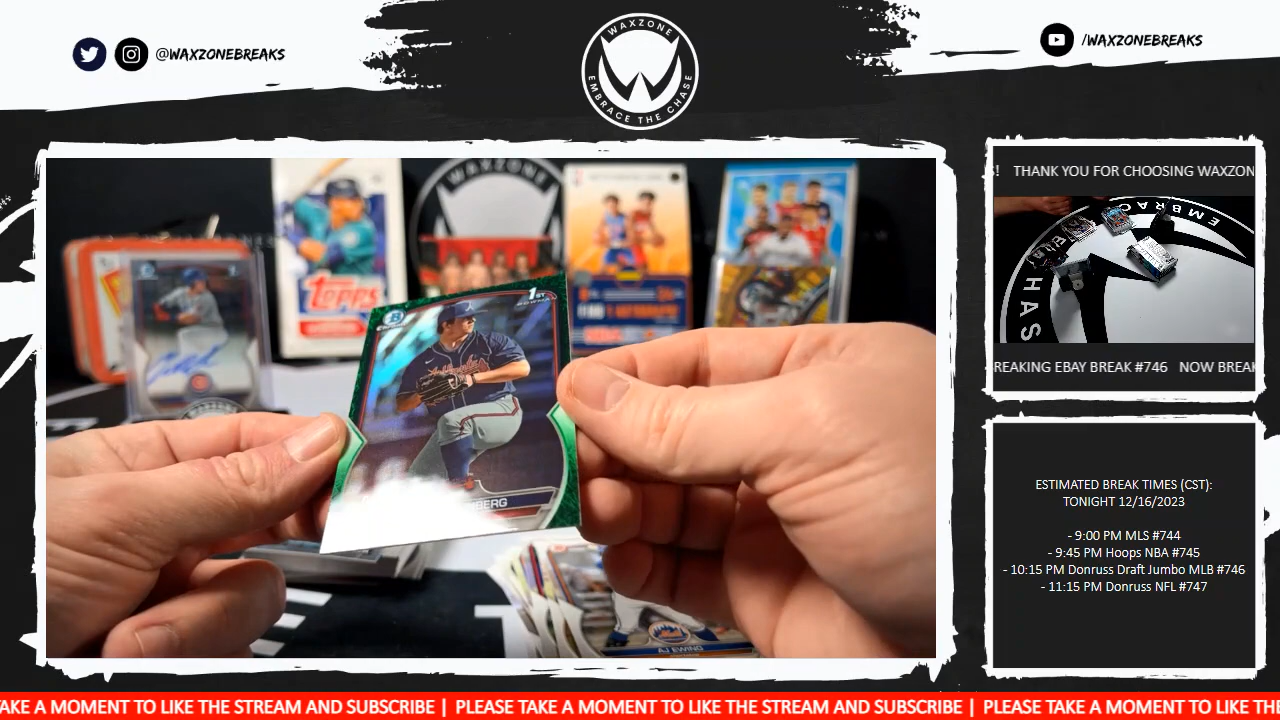 @WAXZONEBREAKS
WAXZONE
EMBRACE THE CHASE
/WAXZONEBREAKS
THANK YOU FOR CHOOSING WAXZON
REAKING EBAY BREAK #746 NOW BREAK
WAXZONE
Topps
1ST
BERG
AJ EWING
ESTIMATED BREAK TIMES (CST):
TONIGHT 12/16/2023
- 9:00 PM MLS #744
- 9:45 PM Hoops NBA #745
- 10:15 PM Donruss Draft Jumbo MLB #746
- 11:15 PM Donruss NFL #747
TAKE A MOMENT TO LIKE THE STREAM AND SUBSCRIBE | PLEASE TAKE A MOMENT TO LIKE THE STREAM AND SUBSCRIBE | PLEASE TAKE A MOMENT TO LIKE THE